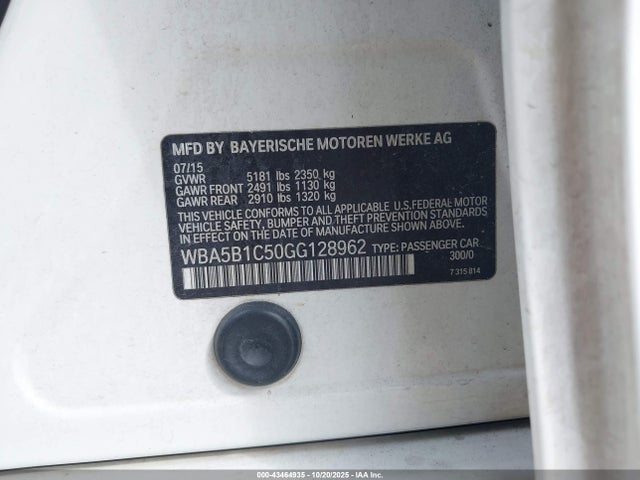 MFD BY BAYERISCHE MOTOREN WERKE AG
07/15
GVWR 5181 lbs 2350 kg
GAWR FRONT 2491 lbs 1130 kg
GAWR REAR 2910 lbs 1320 kg
THIS VEHICLE CONFORMS TO ALL APPLICABLE U.S.FEDERAL MOTOR
VEHICLE SAFETY, BUMPER AND THEFT PREVENTION STANDARDS
IN EFFECT ON THE DATE OF MANUFACTURE SHOWN ABOVE.
WBA5B1C50GG128962 TYPE: PASSENGER CAR
300/0
7 315 814
000-43464935 - 10/20/2025 - IAA Inc.